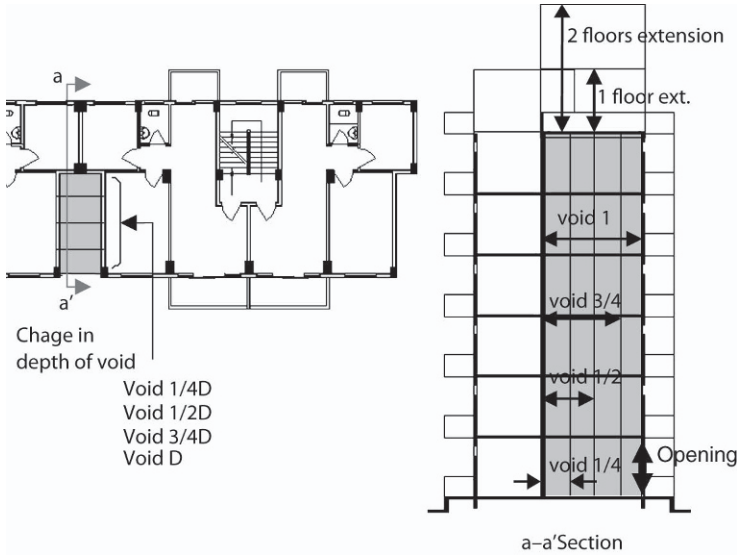 a
a'
Chage in
depth of void
Void 1/4D
Void 1/2D
Void 3/4D
Void D
2 floors extension
1 floor ext.
void 1
void 3/4
void 1/2
void 1/4
Opening
a–a'Section